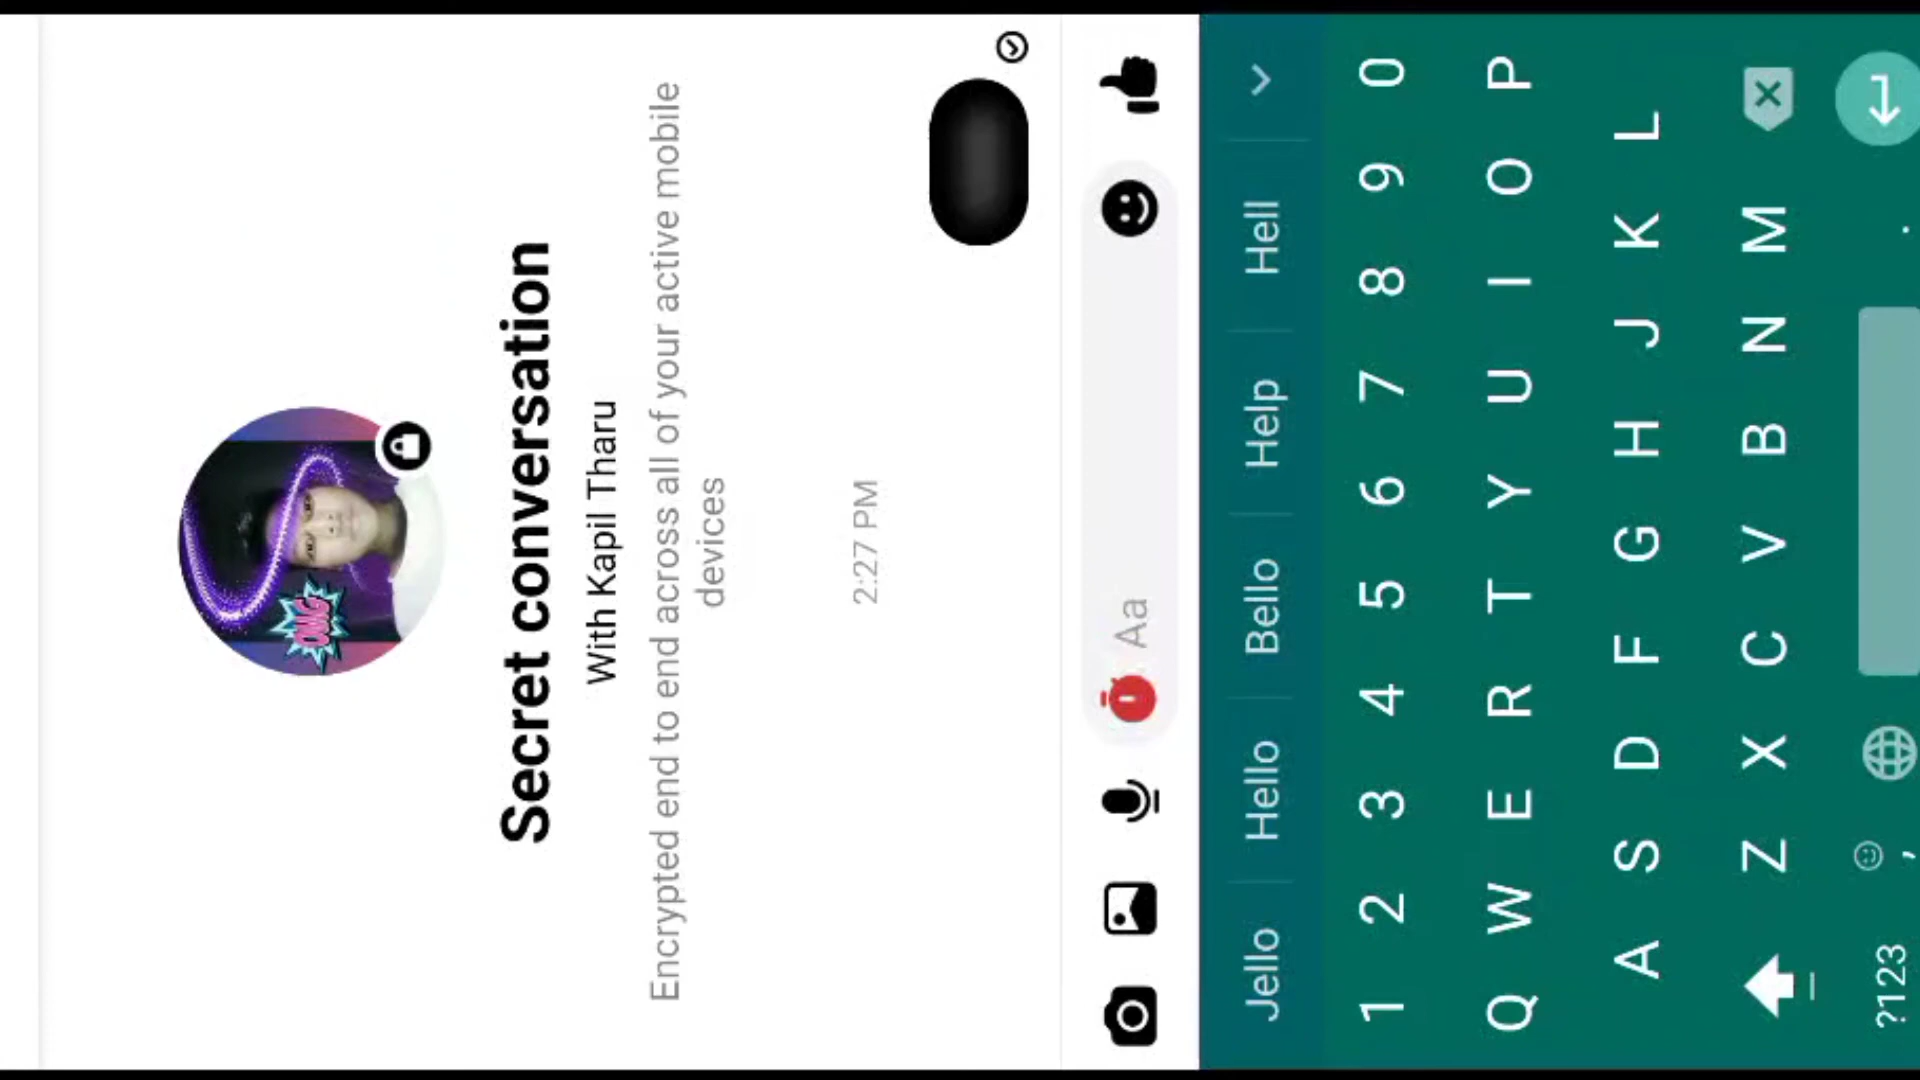 OMG
Secret conversation
With Kapil Tharu
Encrypted end to end across all of your active mobile
devices
2:27 PM
Aa
Jello Hello Bello Help Hell
1 2 3 4 5 6 7 8 9 0
Q W E R T Y U I O P
A S D F G H J K L
Z X C V B N M
?123 , .